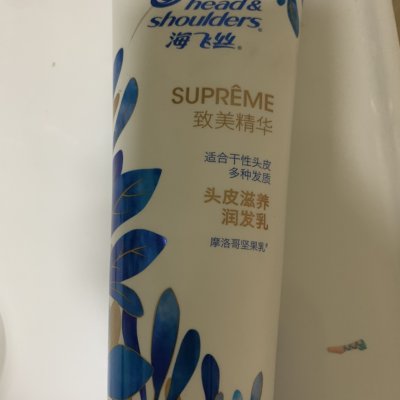 head &
shoulders®
海飞丝®
SUPRÊME
致美精华
适合干性头皮
多种发质
头皮滋养
润发乳
摩洛哥坚果乳